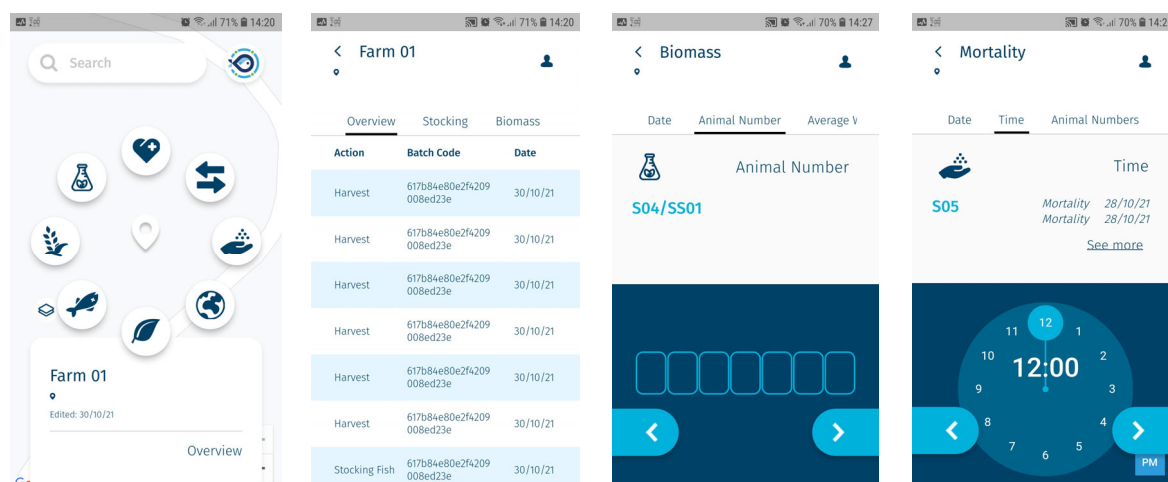 71% 14:20
Search
Farm 01
Edited: 30/10/21
Overview
71% 14:20
Farm 01
Overview Stocking Biomass
Action Batch Code Date
Harvest 617b84e80e2f4209 30/10/21
008ed23e
Harvest 617b84e80e2f4209 30/10/21
008ed23e
Harvest 617b84e80e2f4209 30/10/21
008ed23e
Harvest 617b84e80e2f4209 30/10/21
008ed23e
Harvest 617b84e80e2f4209 30/10/21
008ed23e
Harvest 617b84e80e2f4209 30/10/21
008ed23e
Stocking Fish 617b84e80e2f4209 30/10/21
008ed23e
70% 14:27
Biomass
Date Animal Number Average
Animal Number
S04/SS01
70% 14:2
Mortality
Date Time Animal Numbers
Time
S05
Mortality 28/10/21
Mortality 28/10/21
See more
12
11 1
10 2
12:00
9 3
8 4
7 5
6
PM